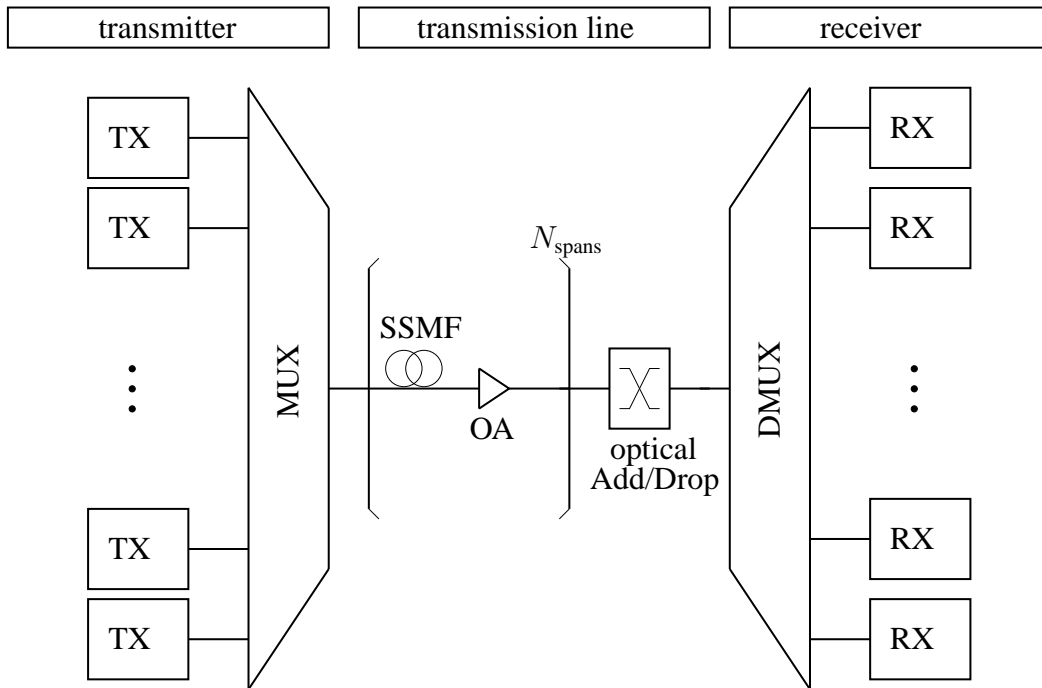 transmitter
transmission line
receiver
TX
TX
TX
TX
MUX
SSMF
OA
N_spans
optical
Add/Drop
DMUX
RX
RX
RX
RX